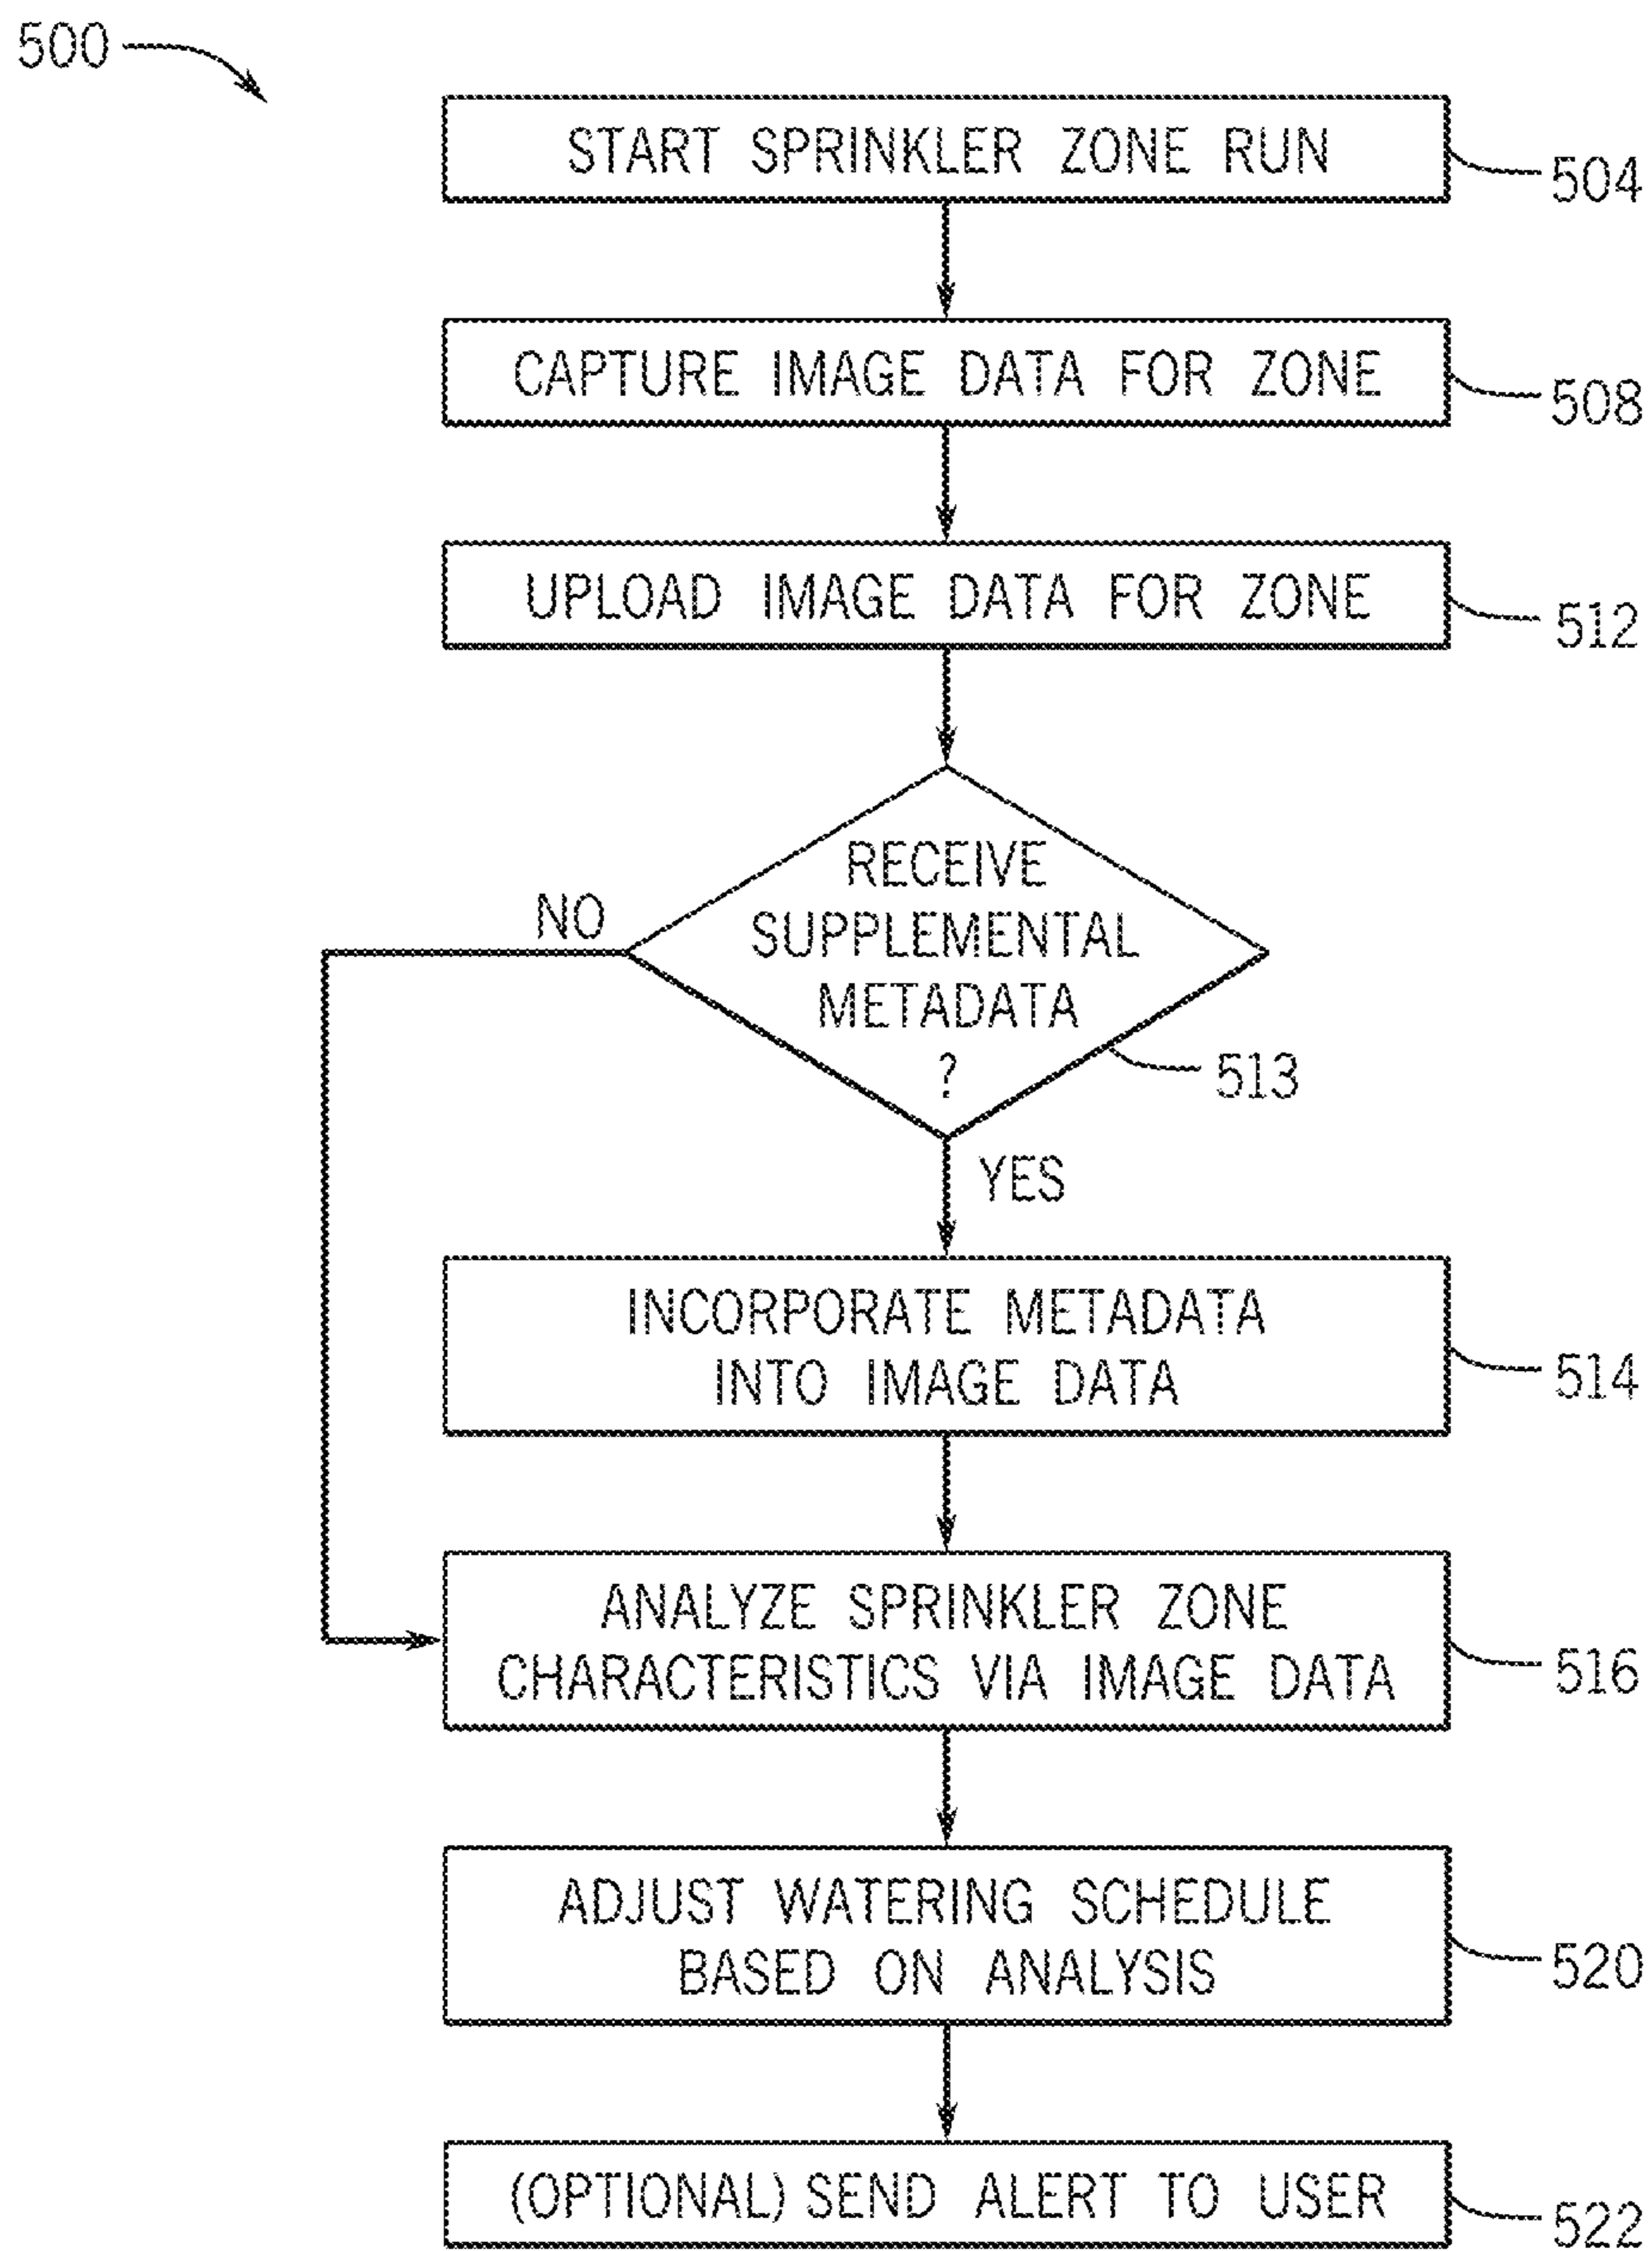 500
START SPRINKLER ZONE RUN
504
CAPTURE IMAGE DATA FOR ZONE
508
UPLOAD IMAGE DATA FOR ZONE
512
RECEIVE
SUPPLEMENTAL
METADATA
?
513
NO
YES
INCORPORATE METADATA
INTO IMAGE DATA
514
ANALYZE SPRINKLER ZONE
CHARACTERISTICS VIA IMAGE DATA
516
ADJUST WATERING SCHEDULE
BASED ON ANALYSIS
520
(OPTIONAL) SEND ALERT TO USER
522